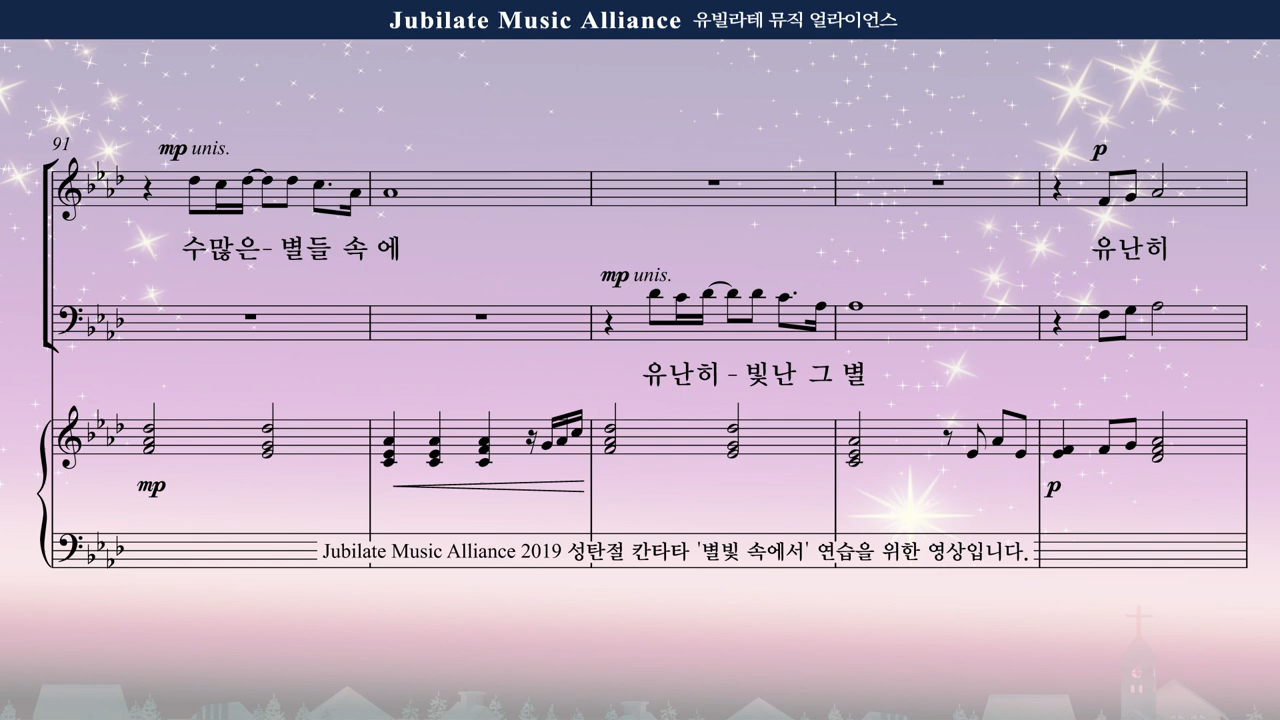 Jubilate Music Alliance 유빌라테 뮤직 얼라이언스
91
mp unis.
수많은- 별들 속 에
p
유난히
mp unis.
유난히 - 빛난 그 별
mp
p
Jubilate Music Alliance 2019 성탄절 칸타타 '별빛 속에서' 연습을 위한 영상입니다.